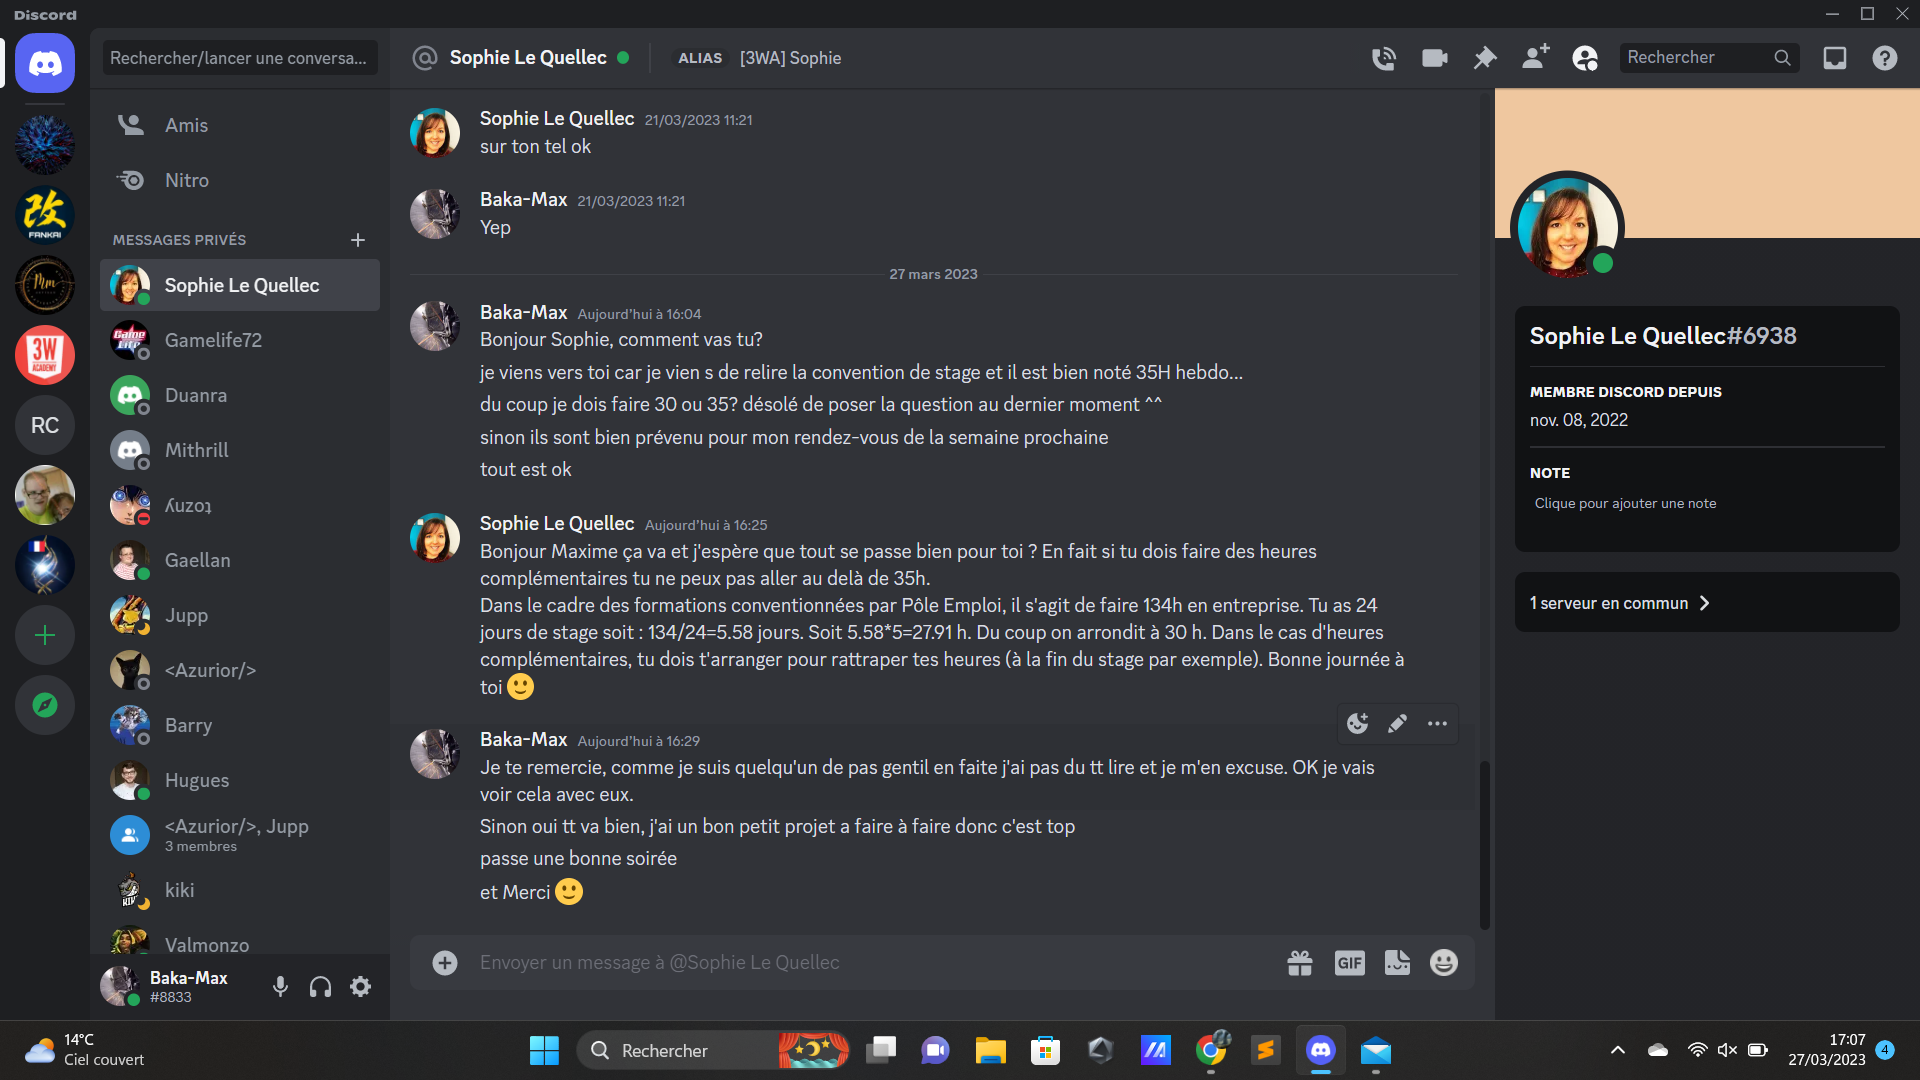 Discord
Rechercher/lancer une conversa...
Amis
Nitro
MESSAGES PRIVÉS
Sophie Le Quellec
Gamelife72
Duanra
Mithrill
ʎuzoʇ
Gaellan
Jupp
<Azurior/>
Barry
Hugues
<Azurior/>, Jupp
3 membres
kiki
Valmonzo
Baka-Max
#8833
改
FANKAI
Mm
3W
ACADEMY
RC
Sophie Le Quellec
ALIAS [3WA] Sophie
Rechercher
Sophie Le Quellec 21/03/2023 11:21
sur ton tel ok
Baka-Max 21/03/2023 11:21
Yep
27 mars 2023
Baka-Max Aujourd'hui à 16:04
Bonjour Sophie, comment vas tu?
je viens vers toi car je vien s de relire la convention de stage et il est bien noté 35H hebdo...
du coup je dois faire 30 ou 35? désolé de poser la question au dernier moment ^^
sinon ils sont bien prévenu pour mon rendez-vous de la semaine prochaine
tout est ok
Sophie Le Quellec Aujourd'hui à 16:25
Bonjour Maxime ça va et j'espère que tout se passe bien pour toi ? En fait si tu dois faire des heures
complémentaires tu ne peux pas aller au delà de 35h.
Dans le cadre des formations conventionnées par Pôle Emploi, il s'agit de faire 134h en entreprise. Tu as 24
jours de stage soit : 134/24=5.58 jours. Soit 5.58*5=27.91 h. Du coup on arrondit à 30 h. Dans le cas d'heures
complémentaires, tu dois t'arranger pour rattraper tes heures (à la fin du stage par exemple). Bonne journée à
toi 🙂
Baka-Max Aujourd'hui à 16:29
Je te remercie, comme je suis quelqu'un de pas gentil en faite j'ai pas du tt lire et je m'en excuse. OK je vais
voir cela avec eux.
Sinon oui tt va bien, j'ai un bon petit projet a faire à faire donc c'est top
passe une bonne soirée
et Merci 🙂
Envoyer un message à @Sophie Le Quellec
GIF
Sophie Le Quellec#6938
MEMBRE DISCORD DEPUIS
nov. 08, 2022
NOTE
Clique pour ajouter une note
1 serveur en commun
14°C
Ciel couvert
Rechercher
17:07
27/03/2023
4